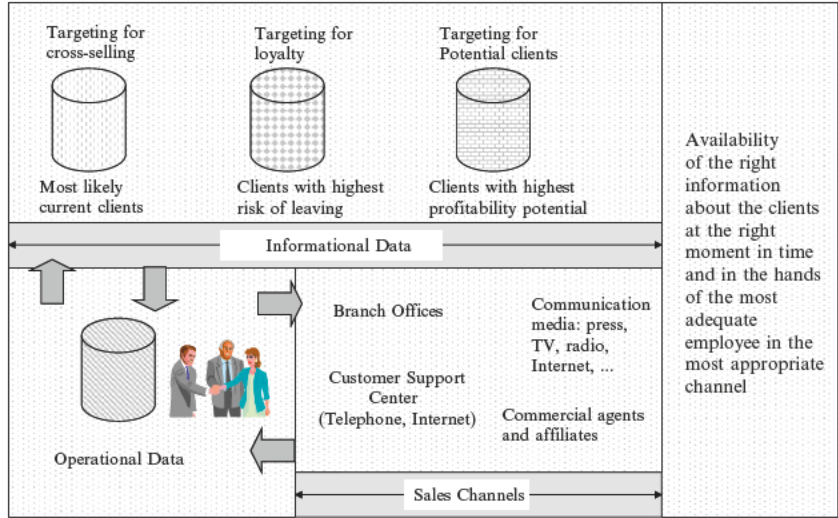 Targeting for
cross-selling
Targeting for
loyalty
Targeting for
Potential clients
Most likely
current clients
Clients with highest
risk of leaving
Clients with highest
profitability potential
Informational Data
Availability
of the right
information
about the clients
at the right
moment in time
and in the hands
of the most
adequate
employee in the
most appropriate
channel
Operational Data
Branch Offices
Communication
media: press,
TV, radio,
Internet, ...
Customer Support
Center
(Telephone, Internet)
Commercial agents
and affiliates
Sales Channels